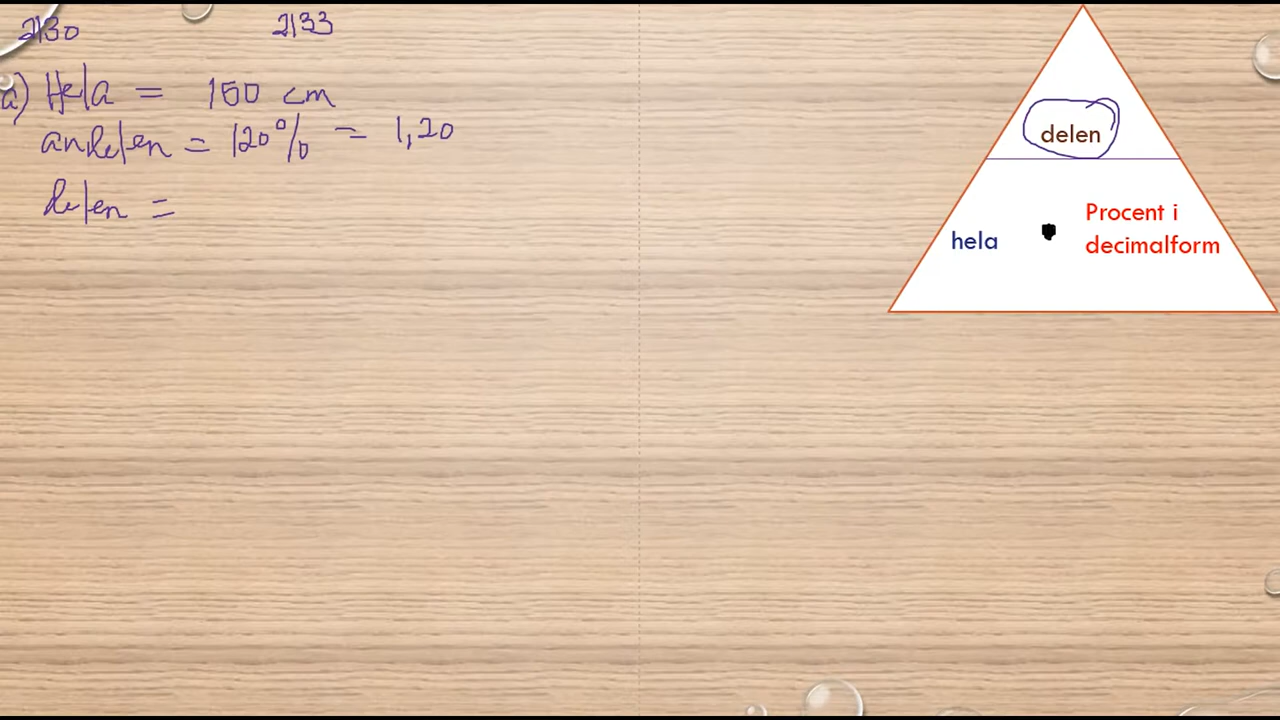 2130 2133
a) Hela = 150 cm
andelen = 120% = 1,20
delen =
delen
hela
Procent i
decimalform